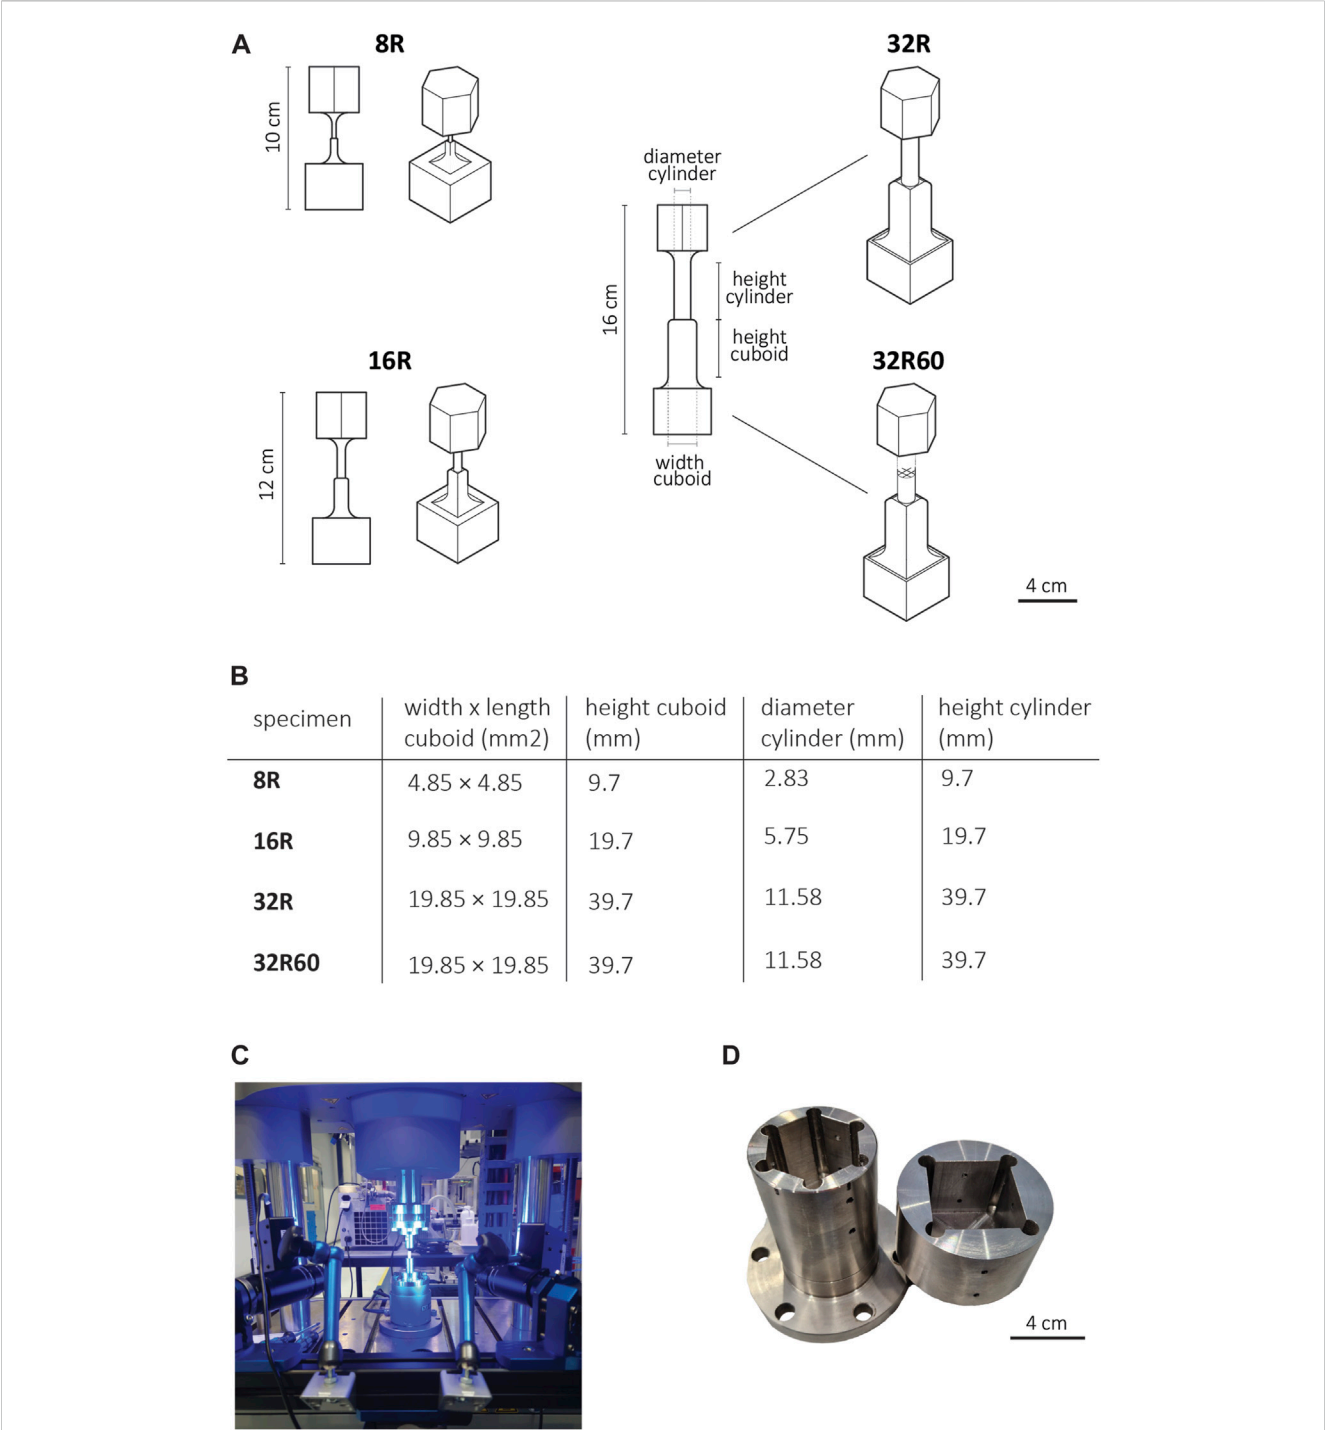 A
8R
32R
10 cm
diameter
cylinder
16 cm
height
cylinder
height
cuboid
width
cuboid
16R
32R60
12 cm
4 cm
B
specimen
width x length
cuboid (mm2)
height cuboid
(mm)
diameter
cylinder (mm)
height cylinder
(mm)
8R 4.85 × 4.85 9.7 2.83 9.7
16R 9.85 × 9.85 19.7 5.75 19.7
32R 19.85 × 19.85 39.7 11.58 39.7
32R60 19.85 × 19.85 39.7 11.58 39.7
C
D
4 cm